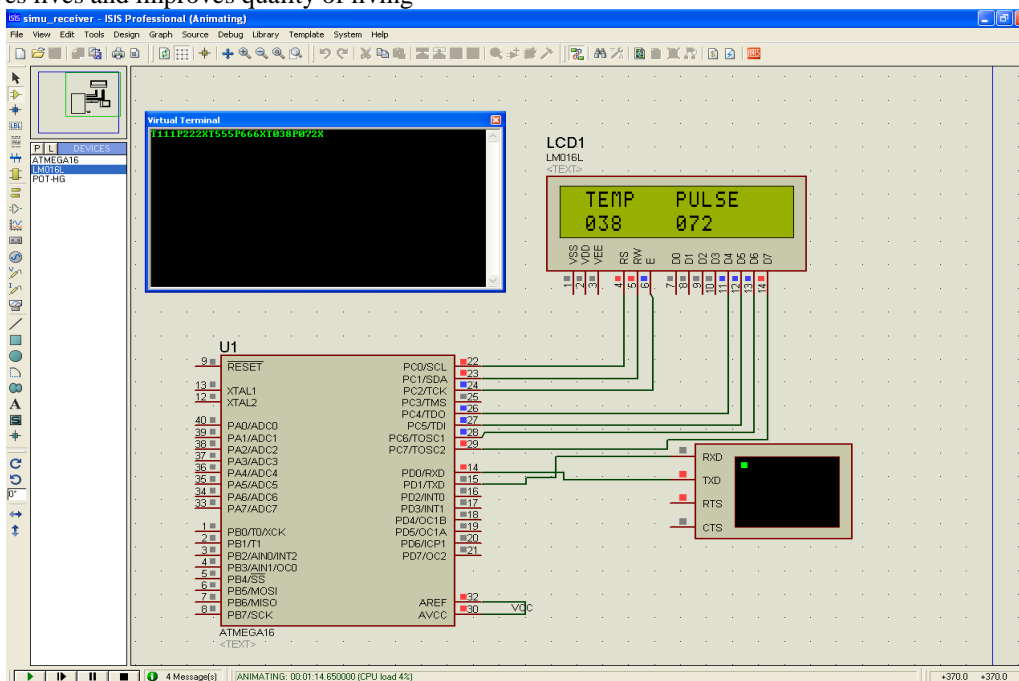 es lives and improves quality of living
ISIS simu_receiver - ISIS Professional (Animating)
File View Edit Tools Design Graph Source Debug Library Template System Help
P L DEVICES
ATMEGA16
LM016L
POT-HG
LBL
A
0°
Virtual Terminal
T111P222XT555P666XT038P072X
LCD1
LM016L
<TEXT>
TEMP PULSE
038 072
VSS VDD VEE RS RW E D0 D1 D2 D3 D4 D5 D6 D7
1 2 3 4 5 6 7 8 9 10 11 12 13 14
U1
9 RESET PC0/SCL 22
PC1/SDA 23
13 XTAL1 PC2/TCK 24
12 XTAL2 PC3/TMS 25
PC4/TDO 26
40 PA0/ADC0 PC5/TDI 27
39 PA1/ADC1 PC6/TOSC1 28
38 PA2/ADC2 PC7/TOSC2 29
37 PA3/ADC3
36 PA4/ADC4 PD0/RXD 14
35 PA5/ADC5 PD1/TXD 15
34 PA6/ADC6 PD2/INT0 16
33 PA7/ADC7 PD3/INT1 17
PD4/OC1B 18
1 PB0/T0/XCK PD5/OC1A 19
2 PB1/T1 PD6/ICP1 20
3 PB2/AIN0/INT2 PD7/OC2 21
4 PB3/AIN1/OC0
5 PB4/SS
6 PB5/MOSI
7 PB6/MISO AREF 32
8 PB7/SCK AVCC 30
VCC
ATMEGA16
<TEXT>
RXD
TXD
RTS
CTS
4 Message(s) ANIMATING: 00:01:14.650000 (CPU load 4%) +370.0 +370.0